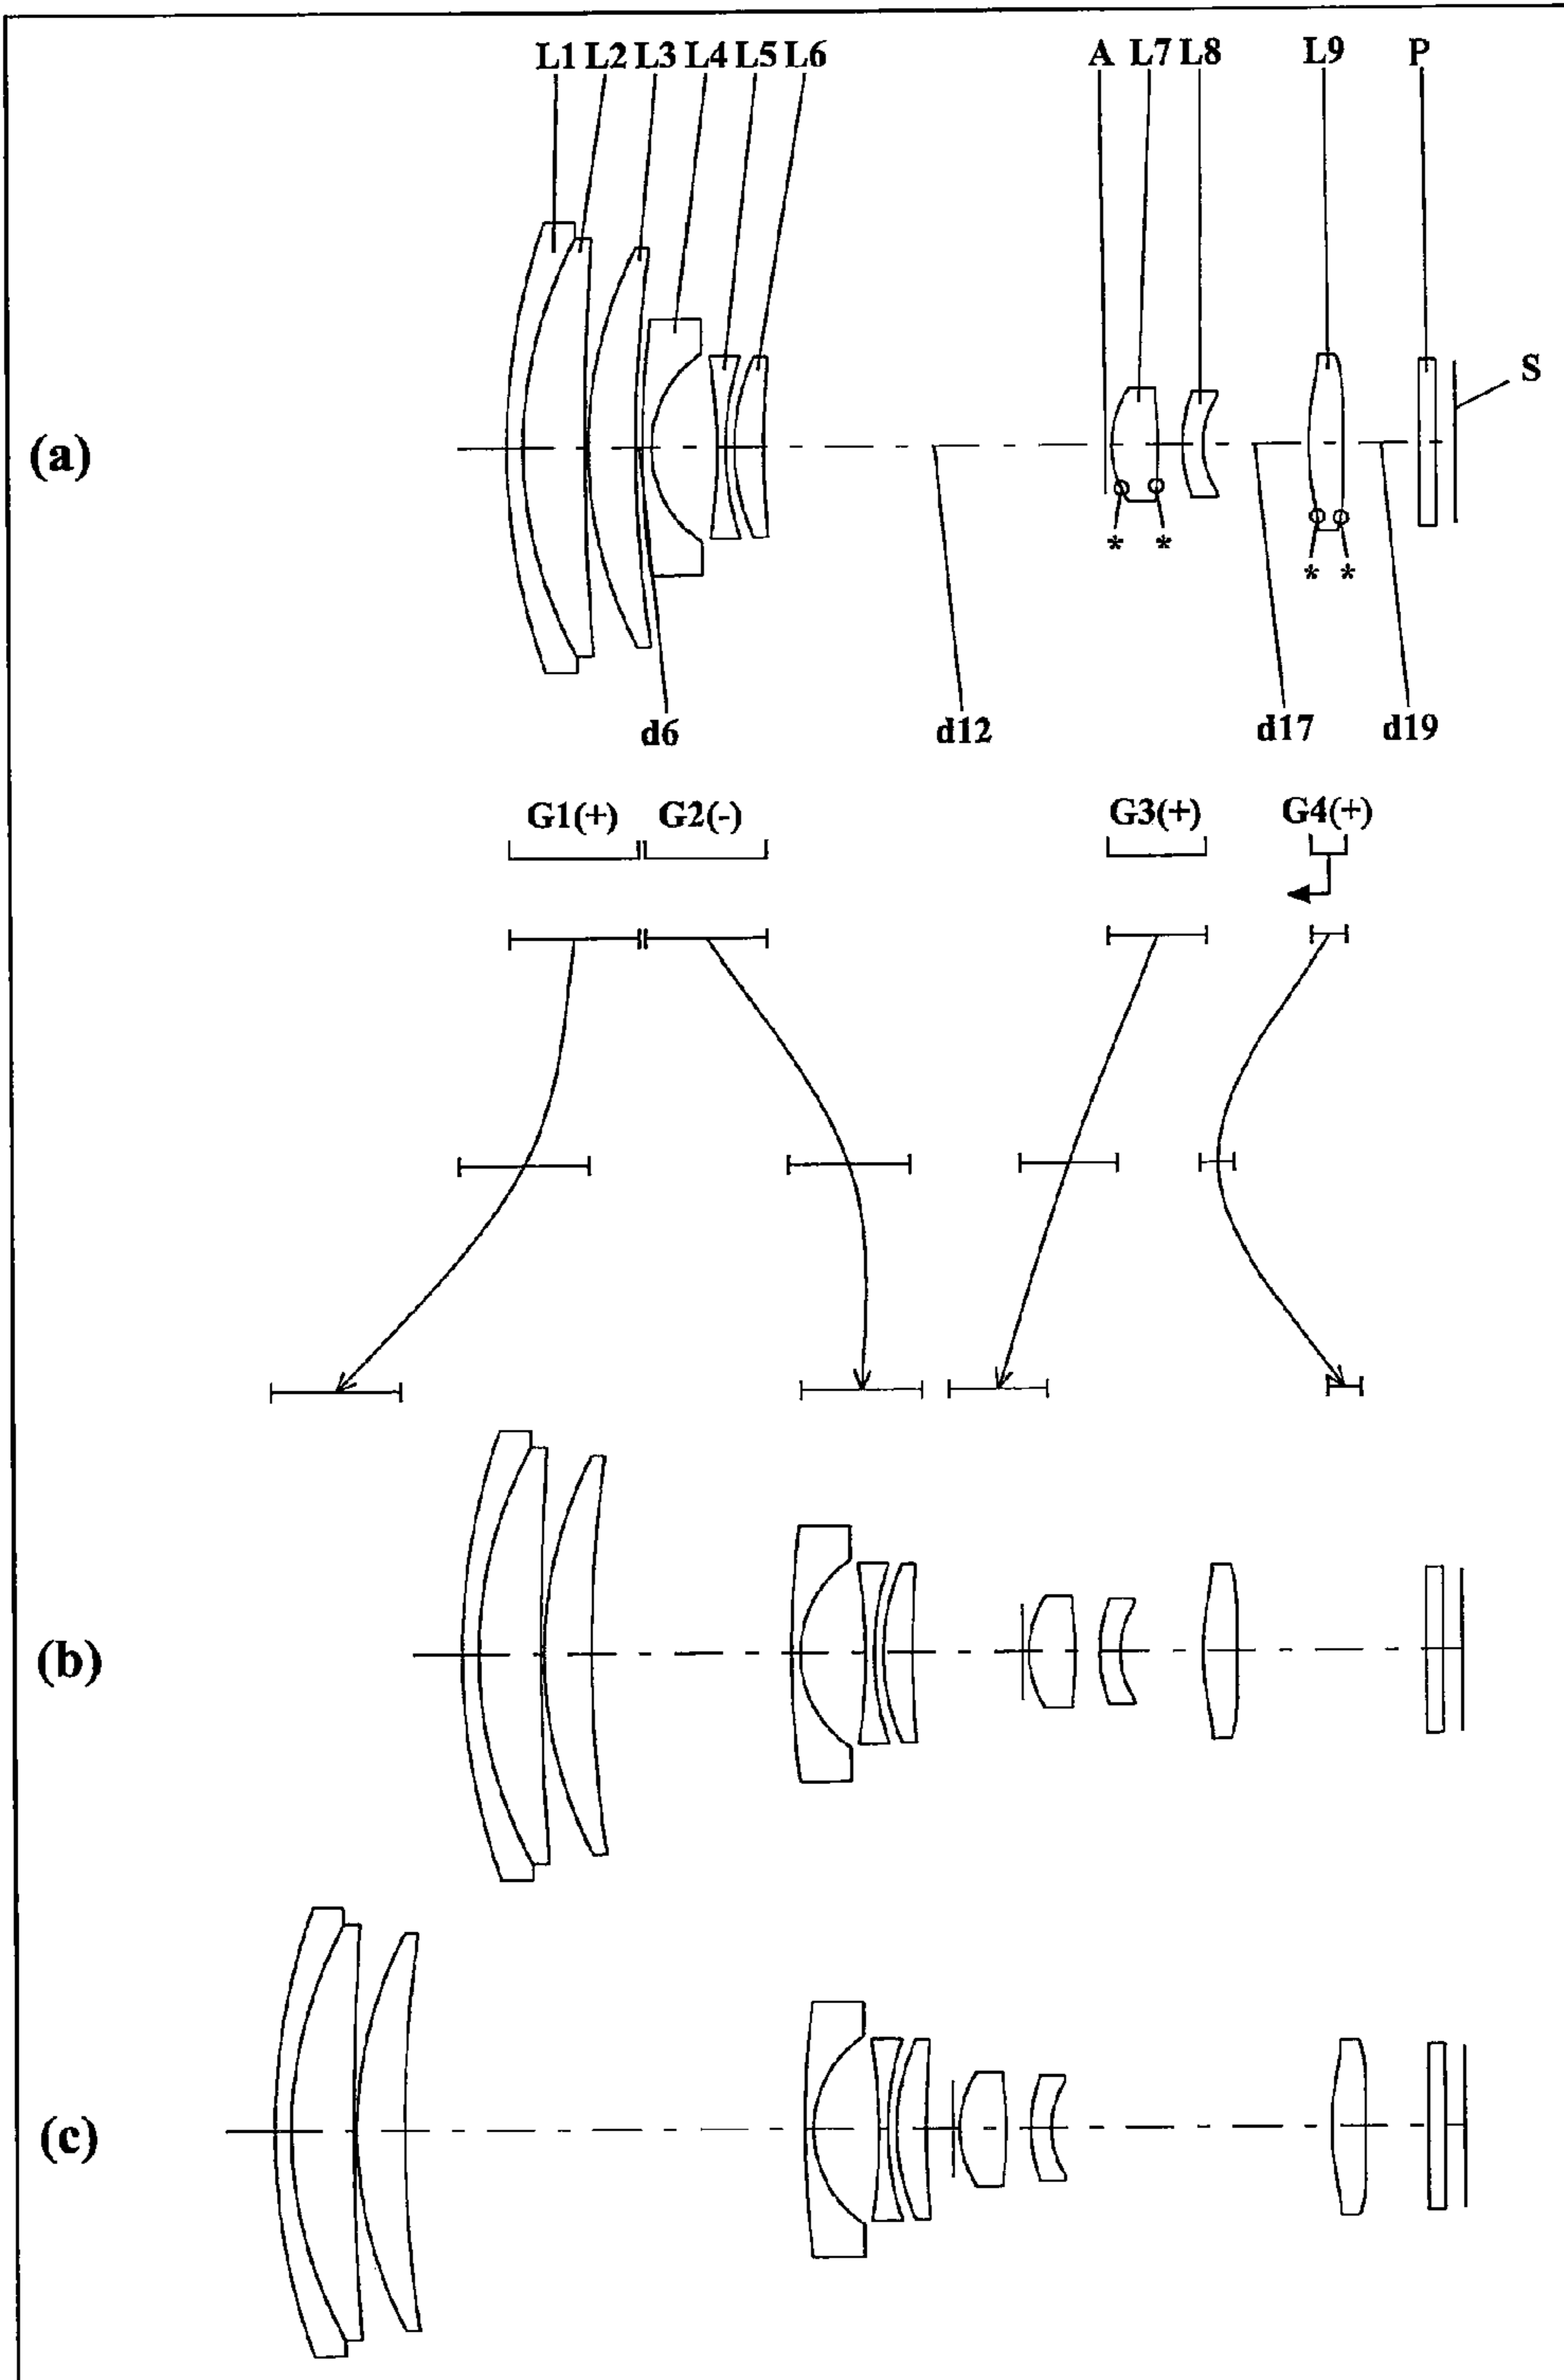 L1 L2 L3 L4 L5 L6 A L7 L8 L9 P
S
(a)
* * * *
d6 d12 d17 d19
G1(+) G2(-) G3(+) G4(+)
(b)
(c)